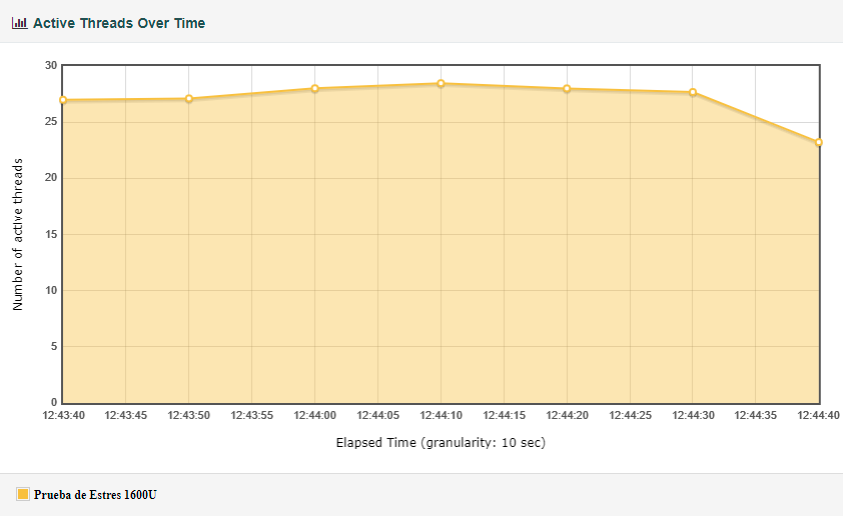 Active Threads Over Time
Number of active threads
30
25
20
15
10
5
0
12:43:40 12:43:45 12:43:50 12:43:55 12:44:00 12:44:05 12:44:10 12:44:15 12:44:20 12:44:25 12:44:30 12:44:35 12:44:40
Elapsed Time (granularity: 10 sec)
Prueba de Estres 1600U